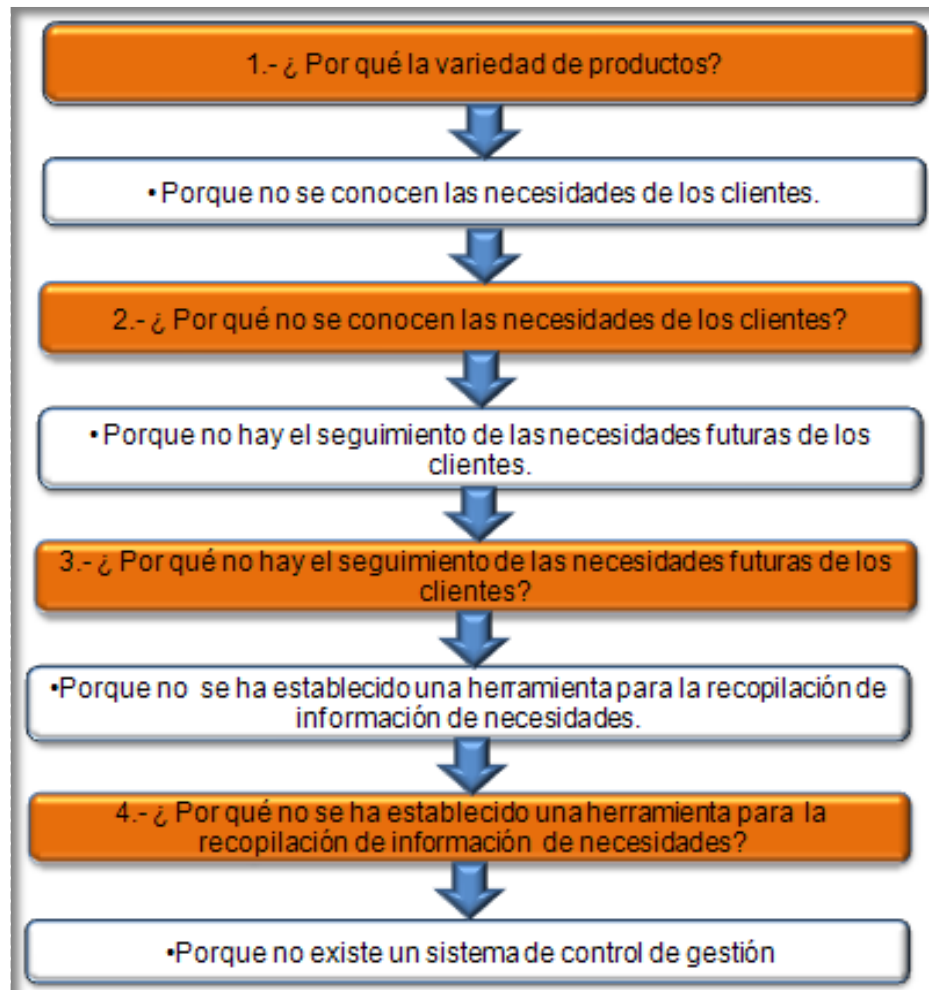 1.- ¿ Por qué la variedad de productos?
• Porque no se conocen las necesidades de los clientes.
2.- ¿ Por qué no se conocen las necesidades de los clientes?
• Porque no hay el seguimiento de las necesidades futuras de los
clientes.
3.- ¿ Por qué no hay el seguimiento de las necesidades futuras de los
clientes?
•Porque no se ha establecido una herramienta para la recopilación de
información de necesidades.
4.- ¿ Por qué no se ha establecido una herramienta para la
recopilación de información de necesidades?
•Porque no existe un sistema de control de gestión